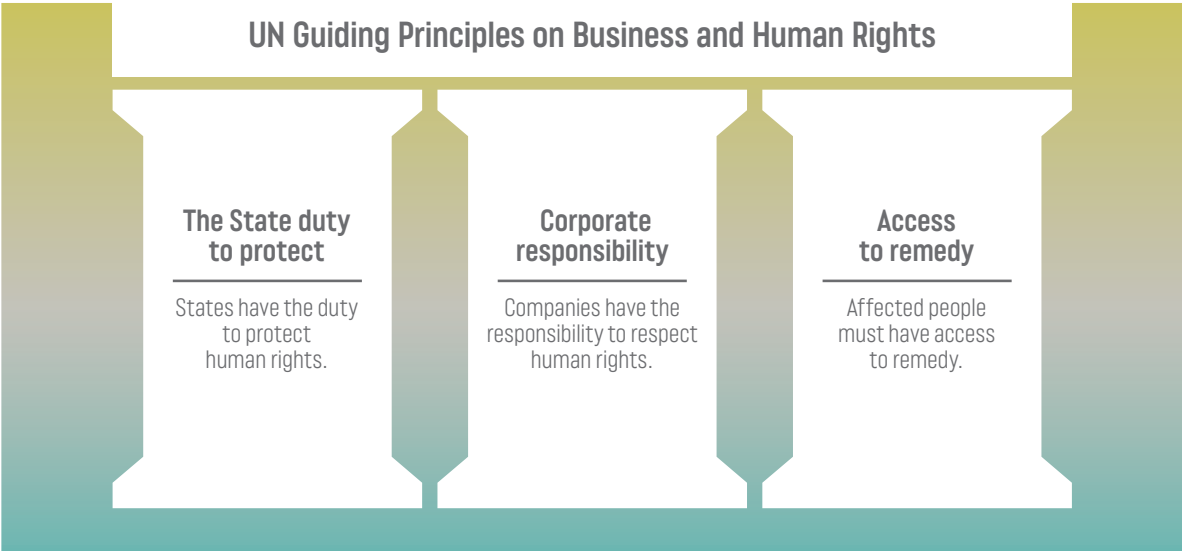 UN Guiding Principles on Business and Human Rights
The State duty
to protect
States have the duty
to protect
human rights.
Corporate
responsibility
Companies have the
responsibility to respect
human rights.
Access
to remedy
Affected people
must have access
to remedy.